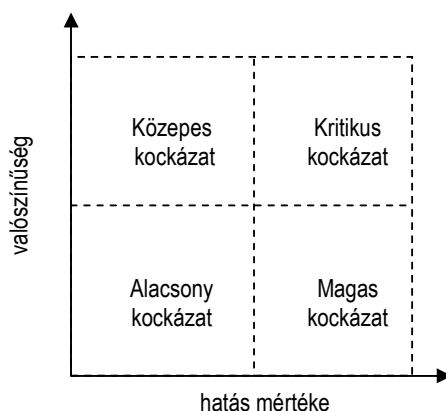 valószínűség
Közepes
kockázat
Kritikus
kockázat
Alacsony
kockázat
Magas
kockázat
hatás mértéke